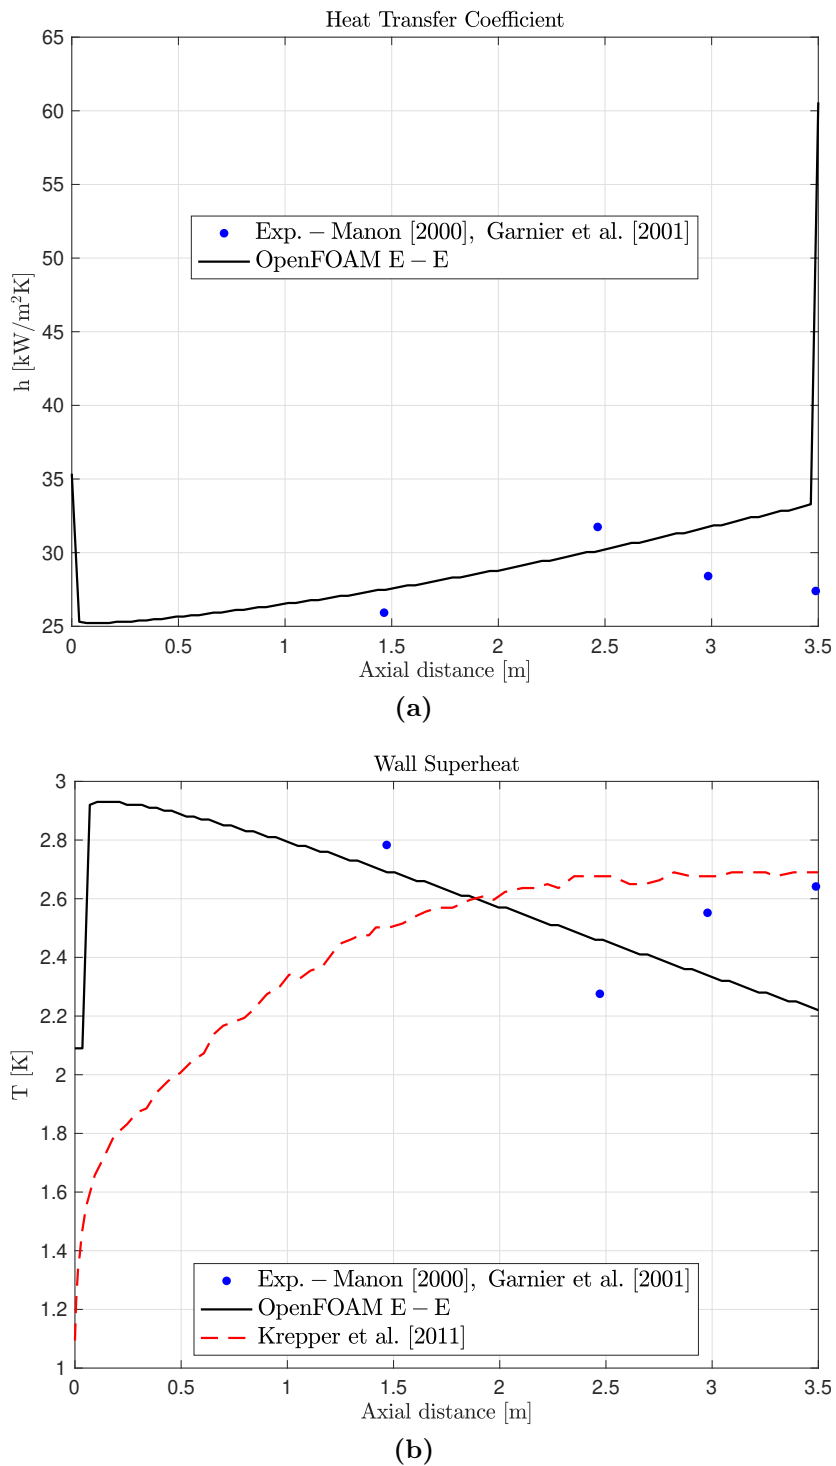 Heat Transfer Coefficient
65
60
55
50
45
40
35
30
25
h [kW/m²K]
Exp. – Manon [2000], Garnier et al. [2001]
OpenFOAM E – E
0 0.5 1 1.5 2 2.5 3 3.5
Axial distance [m]
(a)
Wall Superheat
3
2.8
2.6
2.4
2.2
2
1.8
1.6
1.4
1.2
1
T [K]
Exp. – Manon [2000], Garnier et al. [2001]
OpenFOAM E – E
Krepper et al. [2011]
0 0.5 1 1.5 2 2.5 3 3.5
Axial distance [m]
(b)